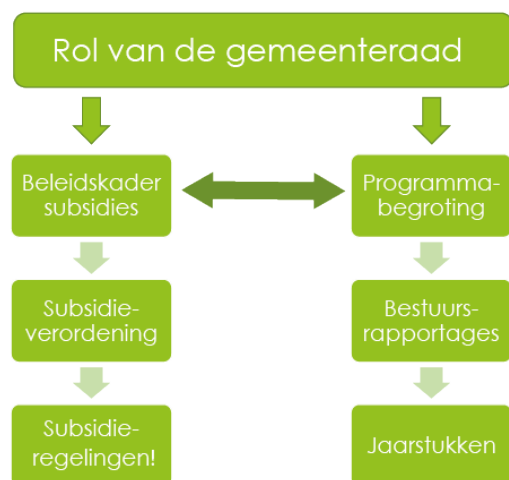 Rol van de gemeenteraad
Beleidskader
subsidies
Programma-
begroting
Subsidie-
verordening
Bestuurs-
rapportages
Subsidie-
regelingen!
Jaarstukken